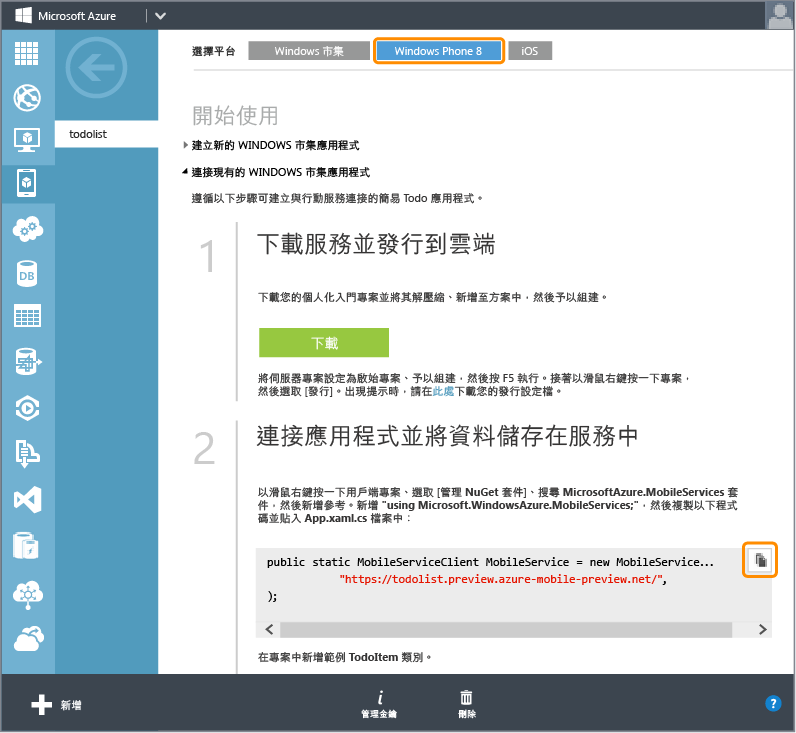 Microsoft Azure
選擇平台 Windows 市集 Windows Phone 8 iOS
todolist
開始使用
建立新的 WINDOWS 市集應用程式
連接現有的 WINDOWS 市集應用程式
遵循以下步驟可建立與行動服務連接的簡易 Todo 應用程式。
1 下載服務並發行到雲端
下載您的個人化入門專案並將其解壓縮、新增至方案中，然後予以組建。
下載
將伺服器專案設定為啟始專案、予以組建，然後按 F5 執行。接著以滑鼠右鍵按一下專案，
然後選取 [發行]。出現提示時，請在此處下載您的發行設定檔。
2 連接應用程式並將資料儲存在服務中
以滑鼠右鍵按一下用戶端專案、選取 [管理 NuGet 套件]、搜尋 MicrosoftAzure.MobileServices 套
件，然後新增參考。新增 "using Microsoft.WindowsAzure.MobileServices;"，然後複製以下程式
碼並貼入 App.xaml.cs 檔案中：
public static MobileServiceClient MobileService = new MobileService...
"https://todolist.preview.azure-mobile-preview.net/",
);
在專案中新增範例 TodoItem 類別。
DB
新增
i
管理金鑰
刪除
?